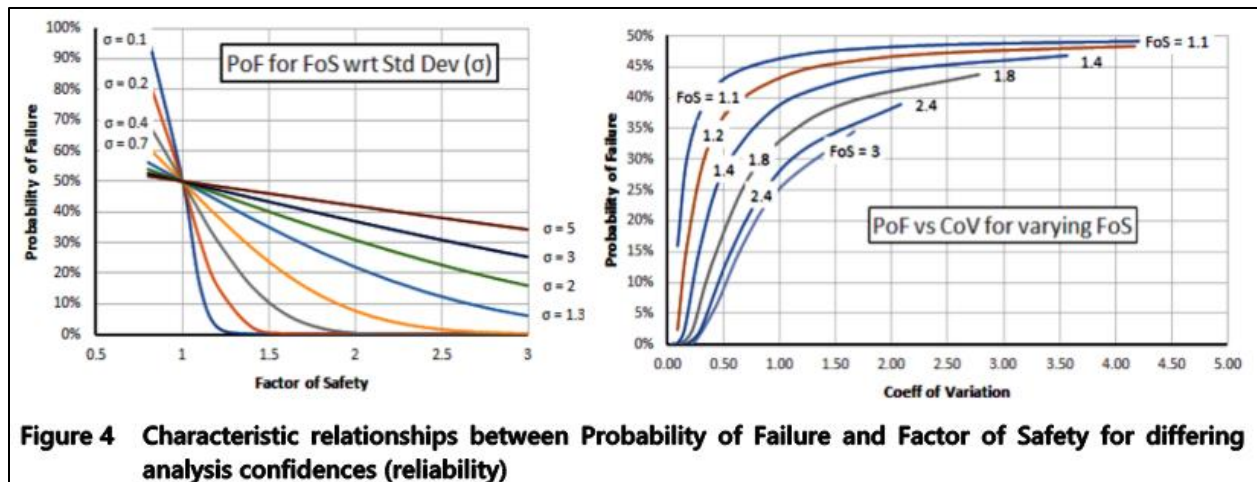 100%
90%
80%
70%
60%
50%
40%
30%
20%
10%
0%
Probability of Failure
σ = 0.1
σ = 0.2
σ = 0.4
σ = 0.7
PoF for FoS wrt Std Dev (σ)
σ = 5
σ = 3
σ = 2
σ = 1.3
0.5 1 1.5 2 2.5 3
Factor of Safety
50%
45%
40%
35%
30%
25%
20%
15%
10%
5%
0%
Probability of Failure
FoS = 1.1
1.4
1.8
2.4
FoS = 3
FoS = 1.1
1.2
1.4
1.8
2.4
PoF vs CoV for varying FoS
0.00 0.50 1.00 1.50 2.00 2.50 3.00 3.50 4.00 4.50 5.00
Coeff of Variation
Figure 4 Characteristic relationships between Probability of Failure and Factor of Safety for differing
analysis confidences (reliability)